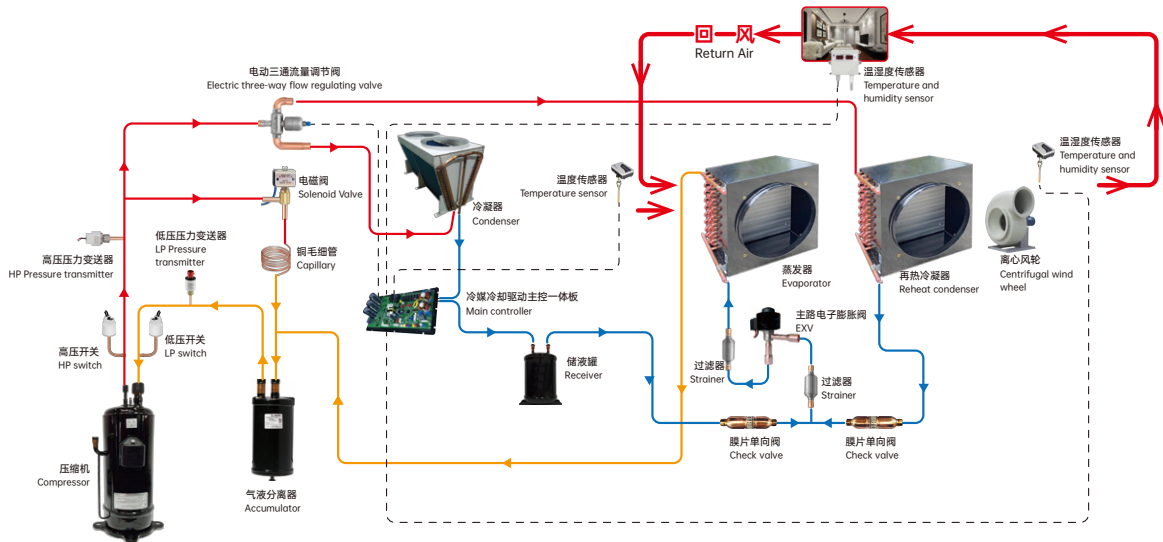 回 风
Return Air
温湿度传感器
Temperature and
humidity sensor
电动三通流量调节阀
Electric three-way flow regulating valve
温湿度传感器
Temperature and
humidity sensor
电磁阀
Solenoid Valve
冷凝器
Condenser
温度传感器
Temperature sensor
高压压力变送器
HP Pressure transmitter
低压压力变送器
LP Pressure
transmitter
铜毛细管
Capillary
蒸发器
Evaporator
再热冷凝器
Reheat condenser
离心风轮
Centrifugal wind
wheel
冷媒冷却驱动主控一体板
Main controller
主路电子膨胀阀
EXV
高压开关
HP switch
低压开关
LP switch
储液罐
Receiver
过滤器
Strainer
过滤器
Strainer
膜片单向阀
Check valve
膜片单向阀
Check valve
压缩机
Compressor
气液分离器
Accumulator